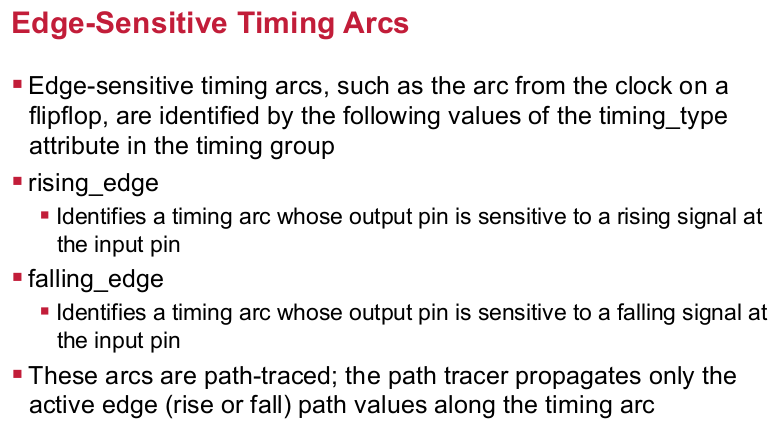 Edge-Sensitive Timing Arcs
▪ Edge-sensitive timing arcs, such as the arc from the clock on a
flipflop, are identified by the following values of the timing_type
attribute in the timing group
▪ rising_edge
▪ Identifies a timing arc whose output pin is sensitive to a rising signal at
the input pin
▪ falling_edge
▪ Identifies a timing arc whose output pin is sensitive to a falling signal at
the input pin
▪ These arcs are path-traced; the path tracer propagates only the
active edge (rise or fall) path values along the timing arc